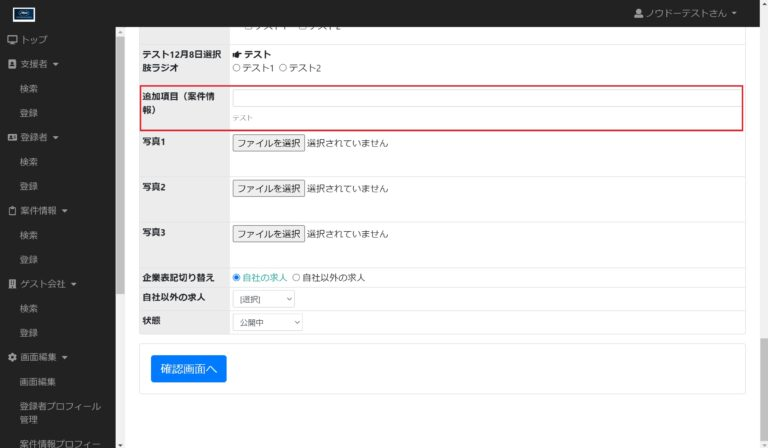 ノウドーテストさん
トップ
支援者
検索
登録
登録者
検索
登録
案件情報
検索
登録
ゲスト会社
検索
登録
画面編集
画面編集
登録者プロフィール
管理
案件情報プロフィー
テスト12月8日選択
肢ラジオ
テスト
テスト1 テスト2
追加項目（案件情
報）
テスト
写真1
ファイルを選択 選択されていません
写真2
ファイルを選択 選択されていません
写真3
ファイルを選択 選択されていません
企業表記切り替え
自社の求人 自社以外の求人
自社以外の求人
[選択]
状態
公開中
確認画面へ